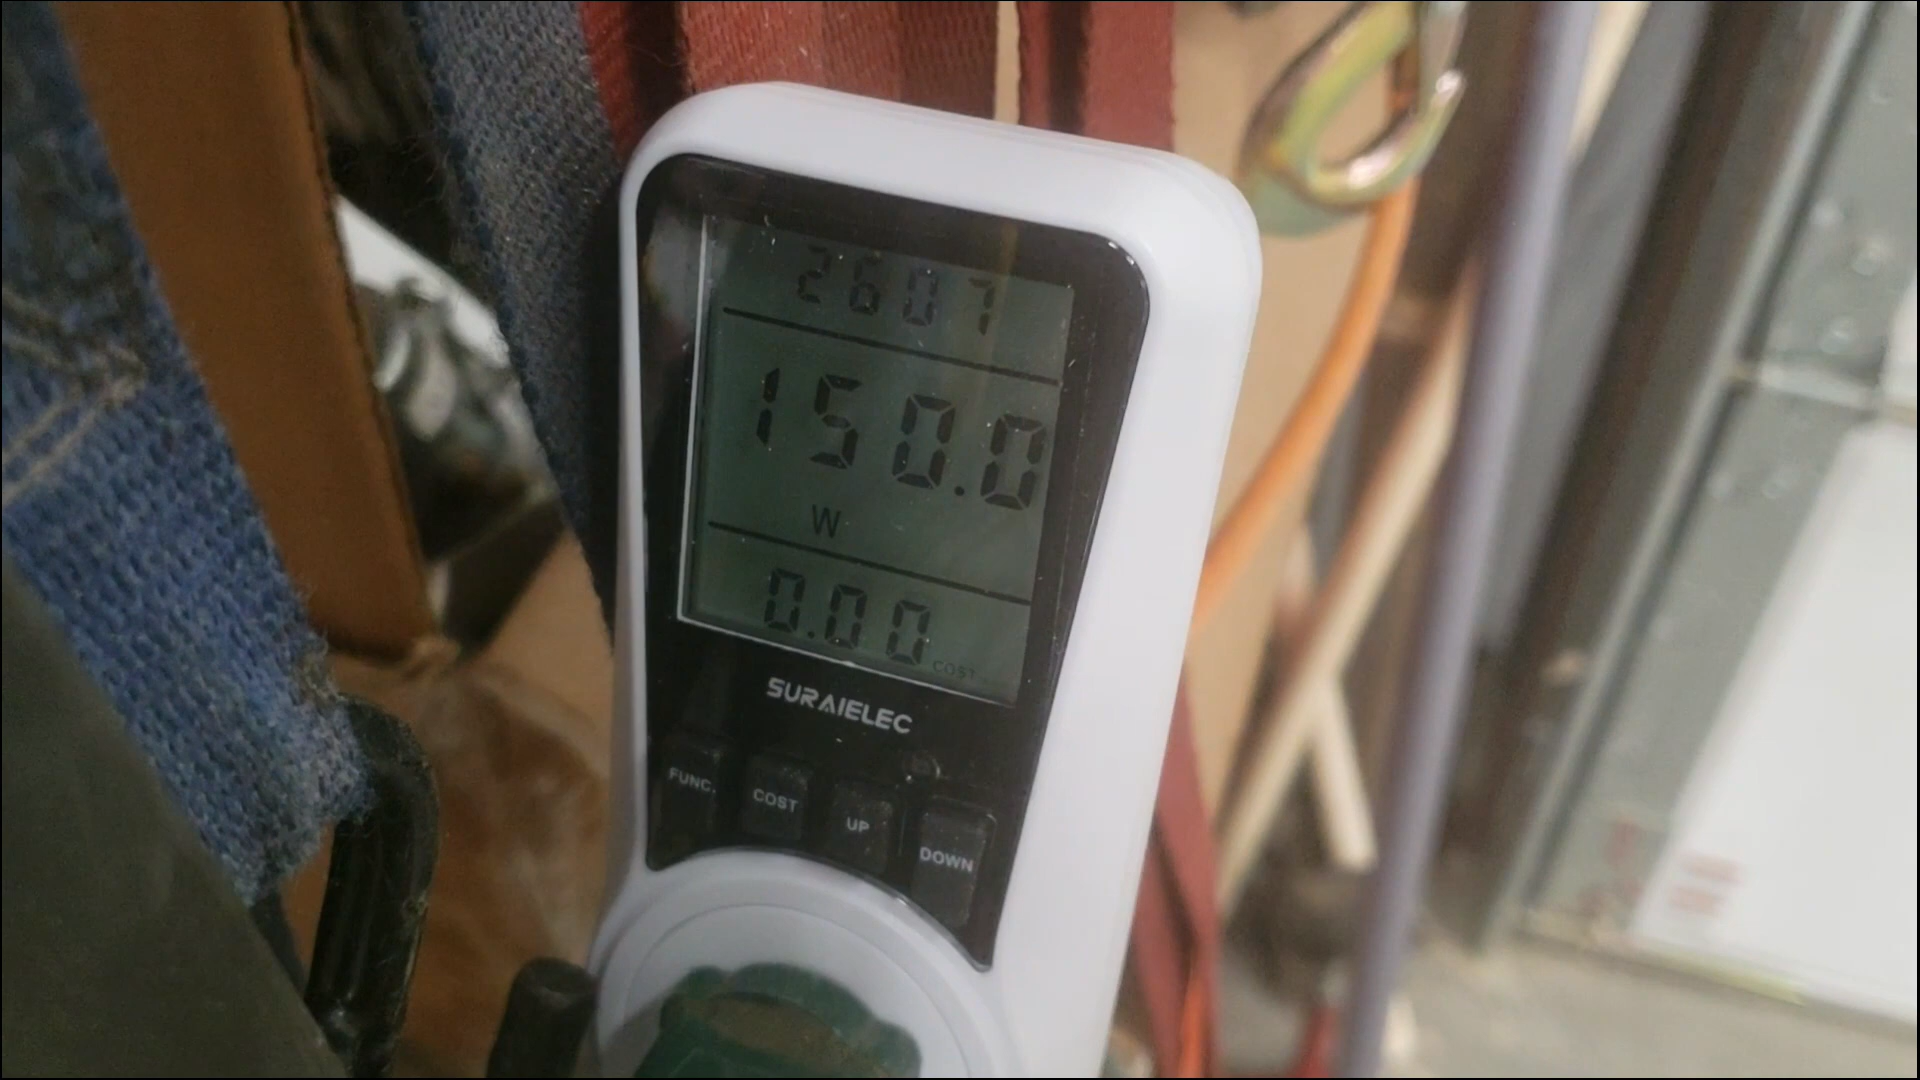 2607
150.0
W
0.00 COST
SURAIELEC
FUNC. COST UP DOWN